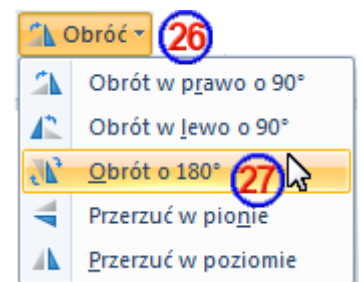 Obróć 26
Obrót w prawo o 90°
Obrót w lewo o 90°
Obrót o 180° 27
Przerzuć w pionie
Przerzuć w poziomie